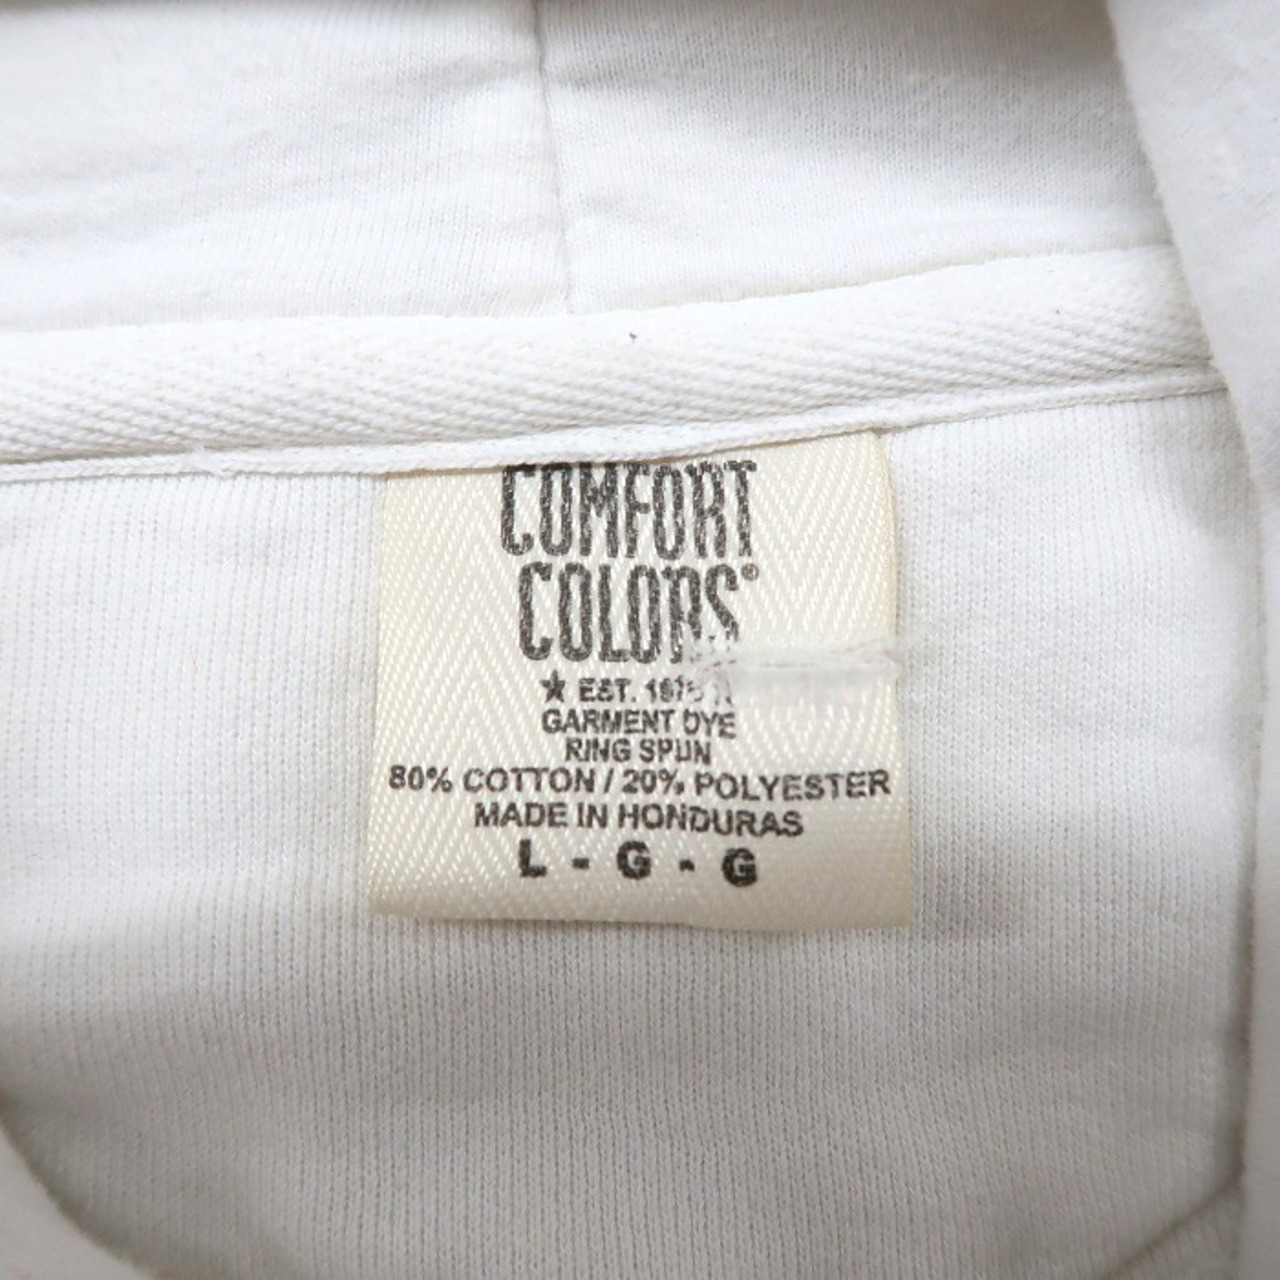 COMFORT
COLORS®
★ EST.
GARMENT DYE
RING SPUN
80% COTTON / 20% POLYESTER
MADE IN HONDURAS
L - G - G